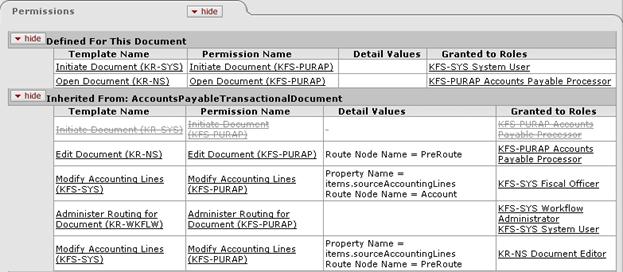 Permissions
hide
hide Defined For This Document
Template Name Permission Name Detail Values Granted to Roles
Initiate Document (KR-SYS) Initiate Document (KFS-PURAP) KFS-SYS System User
Open Document (KR-NS) Open Document (KFS-PURAP) KFS-PURAP Accounts Payable Processor
hide Inherited From: AccountsPayableTransactionalDocument
Template Name Permission Name Detail Values Granted to Roles
Initiate Document (KR-SYS) Initiate Document (KFS-PURAP) - KFS-PURAP Accounts Payable Processor
Edit Document (KR-NS) Edit Document (KFS-PURAP) Route Node Name = PreRoute KFS-PURAP Accounts Payable Processor
Modify Accounting Lines (KFS-SYS) Modify Accounting Lines (KFS-PURAP) Property Name = items.sourceAccountingLines Route Node Name = Account KFS-SYS Fiscal Officer
Administer Routing for Document (KR-WKFLW) Administer Routing for Document (KFS-PURAP) KFS-SYS Workflow Administrator KFS-SYS System User
Modify Accounting Lines (KFS-SYS) Modify Accounting Lines (KFS-PURAP) Property Name = items.sourceAccountingLines Route Node Name = PreRoute KR-NS Document Editor